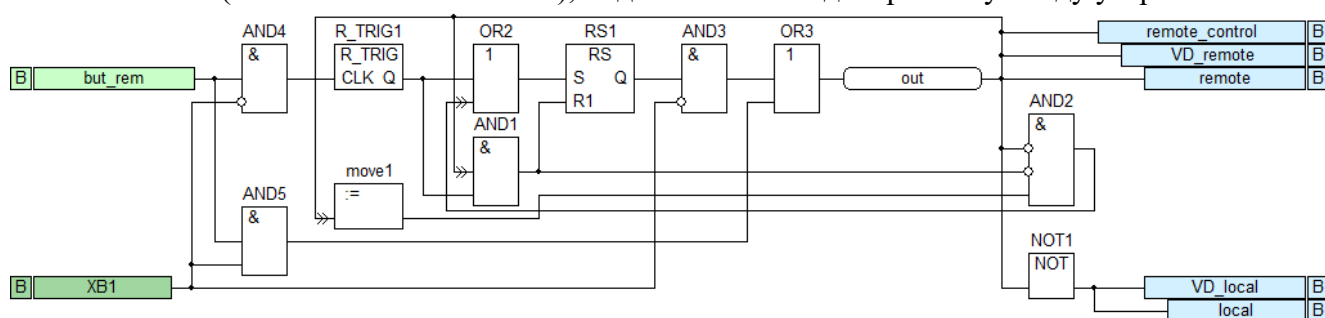 AND4 R_TRIG1 OR2 RS1 AND3 OR3
& R_TRIG 1 RS & 1
CLK Q
S Q
R1
B but_rem
out
remote_control B
VD_remote B
remote B
AND2
&
AND1
&
move1
:=
AND5
&
NOT1
NOT
B XB1
VD_local B
local B